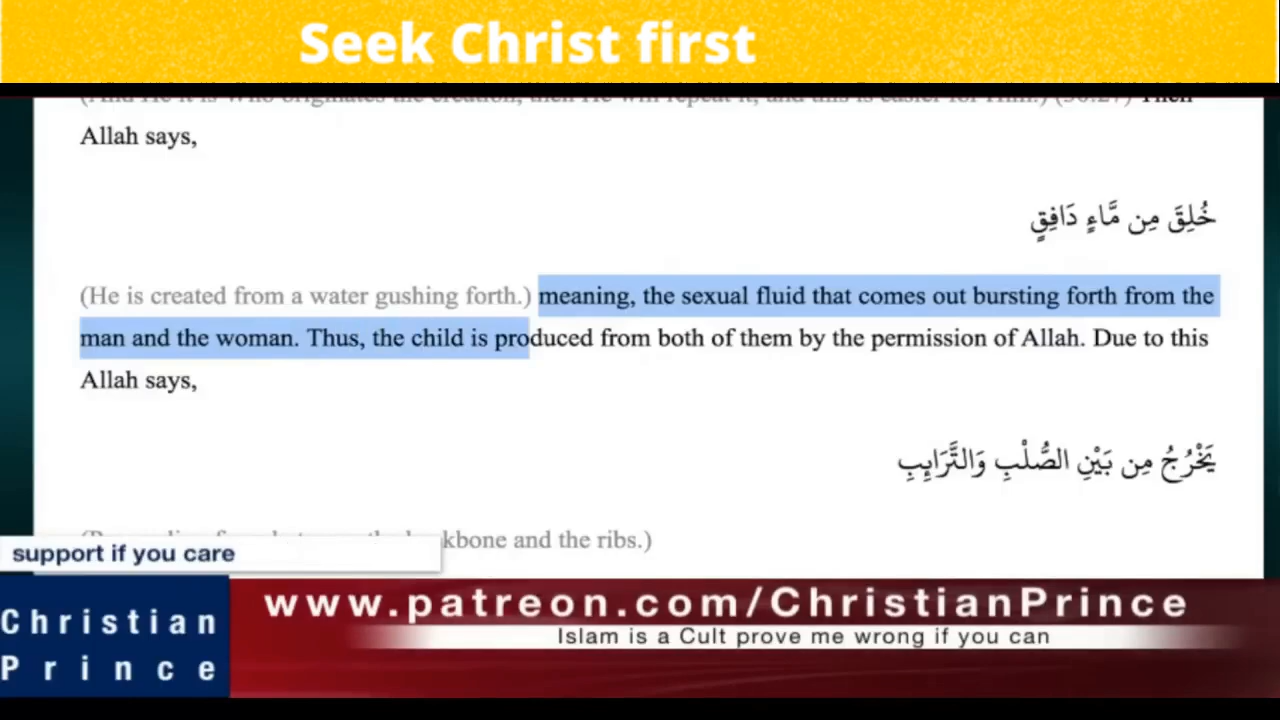 Seek Christ first
Then
Allah says,
خُلِقَ مِن مَّاءٍ دَافِقٍ
(He is created from a water gushing forth.) meaning, the sexual fluid that comes out bursting forth from the
man and the woman. Thus, the child is produced from both of them by the permission of Allah. Due to this
Allah says,
يَخْرُجُ مِن بَيْنِ الصُّلْبِ وَالتَّرَايِبِ
and the ribs.)
support if you care
www.patreon.com/ChristianPrince
Islam is a Cult prove me wrong if you can
Christian
Prince